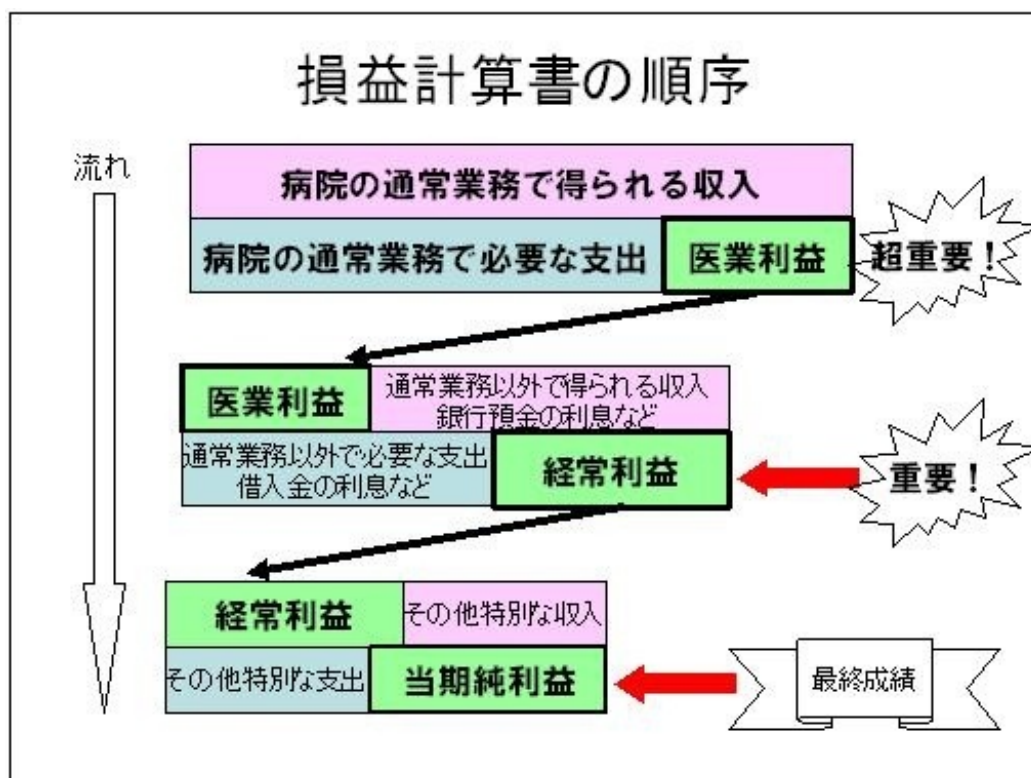 損益計算書の順序
流れ
病院の通常業務で得られる収入
病院の通常業務で必要な支出
医業利益
超重要!
医業利益
通常業務以外で得られる収入
銀行預金の利息など
通常業務以外で必要な支出
借入金の利息など
経常利益
重要!
経常利益
その他特別な収入
その他特別な支出
当期純利益
最終成績